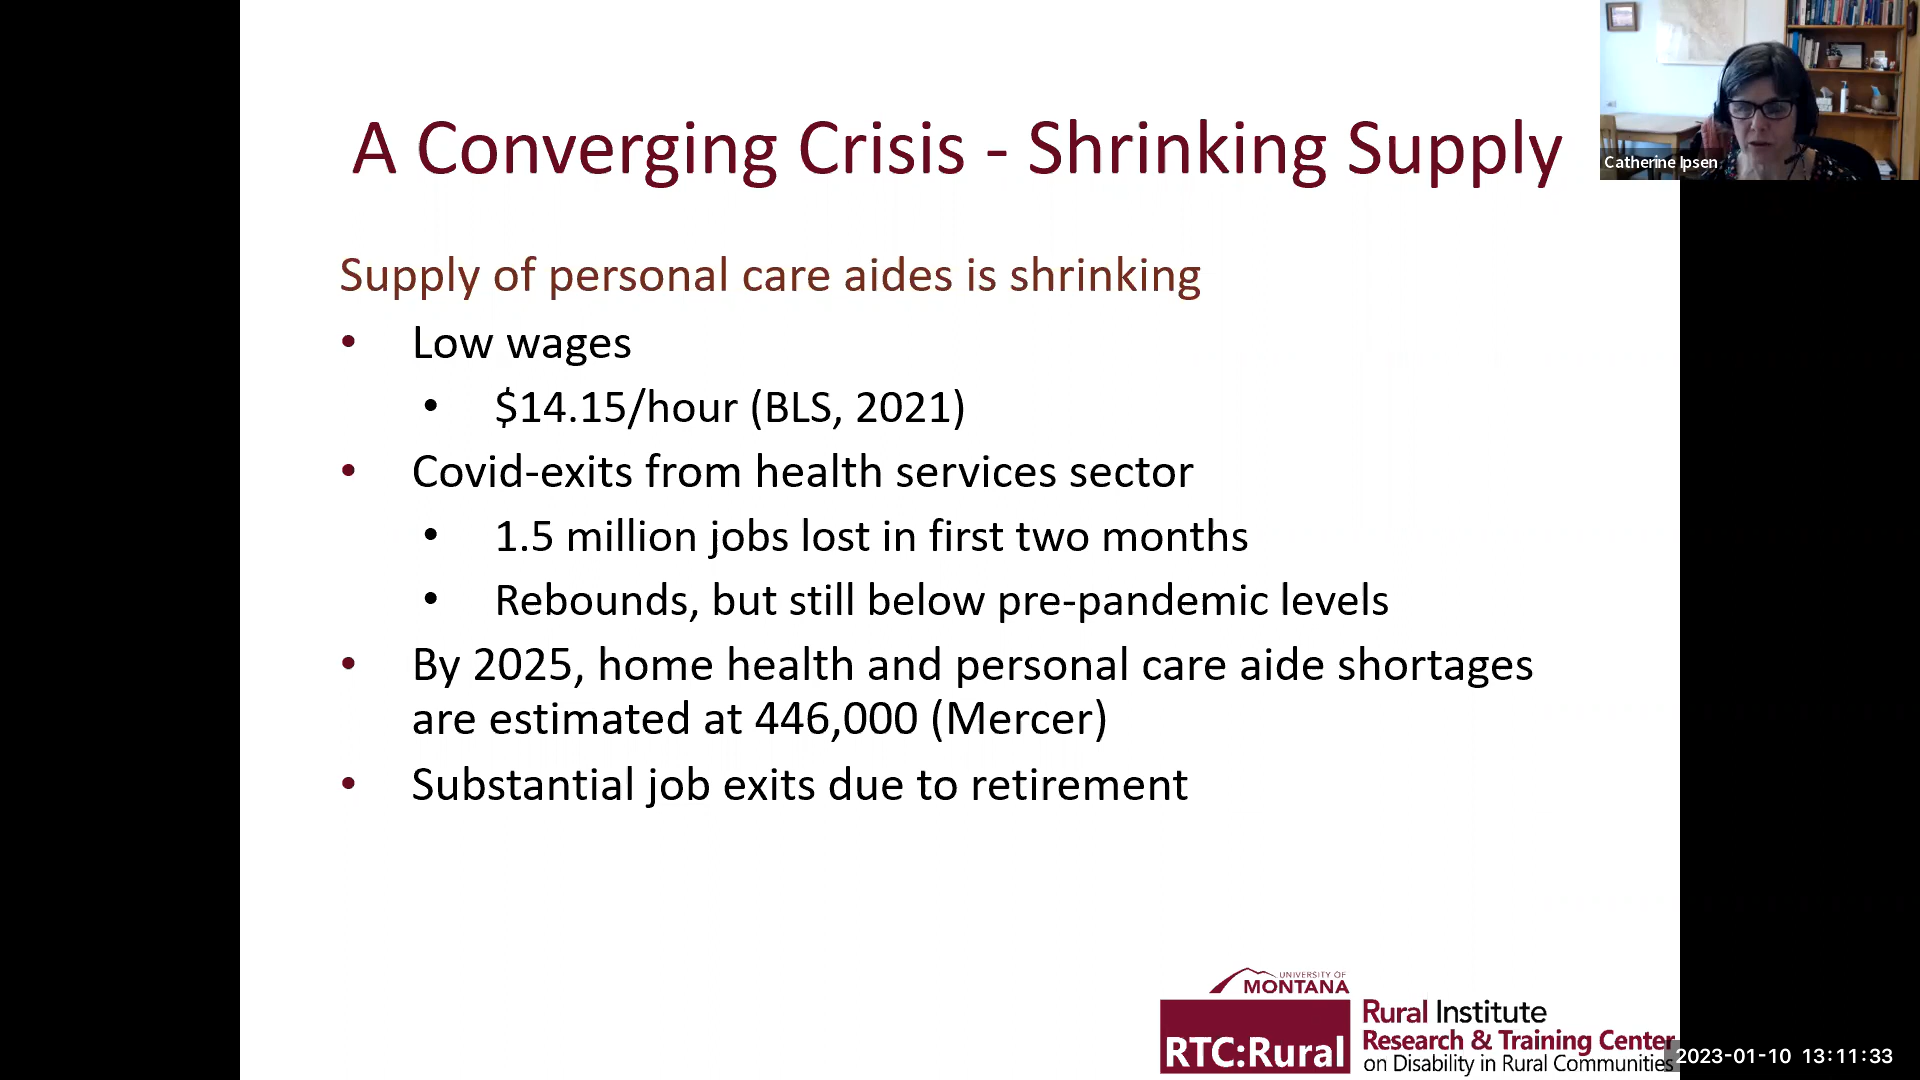 A Converging Crisis - Shrinking Supply
Catherine Ipsen
Supply of personal care aides is shrinking
• Low wages
• $14.15/hour (BLS, 2021)
• Covid-exits from health services sector
• 1.5 million jobs lost in first two months
• Rebounds, but still below pre-pandemic levels
• By 2025, home health and personal care aide shortages
are estimated at 446,000 (Mercer)
• Substantial job exits due to retirement
UNIVERSITY OF
MONTANA
RTC:Rural
Rural Institute
Research & Training Center
on Disability in Rural Communities
2023-01-10 13:11:33